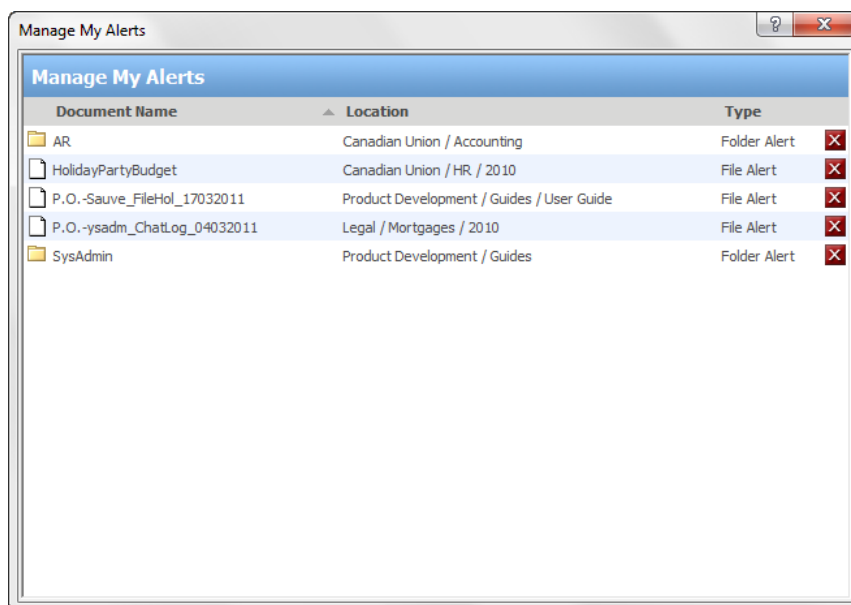 Manage My Alerts
Manage My Alerts
Document Name Location Type
AR Canadian Union / Accounting Folder Alert
HolidayPartyBudget Canadian Union / HR / 2010 File Alert
P.O.-Sauve_FileHol_17032011 Product Development / Guides / User Guide File Alert
P.O.-ysadm_ChatLog_04032011 Legal / Mortgages / 2010 File Alert
SysAdmin Product Development / Guides Folder Alert